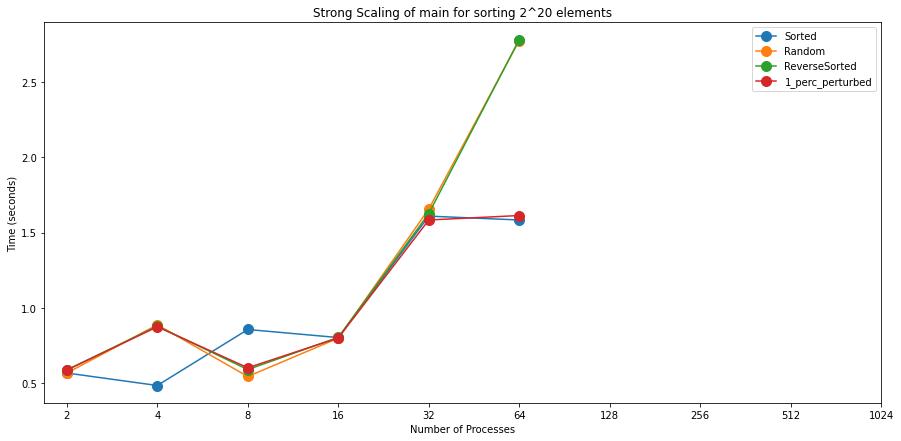 Strong Scaling of main for sorting 2^20 elements
Sorted
Random
ReverseSorted
1_perc_perturbed
Time (seconds)
2.5
2.0
1.5
1.0
0.5
2 4 8 16 32 64 128 256 512 1024
Number of Processes